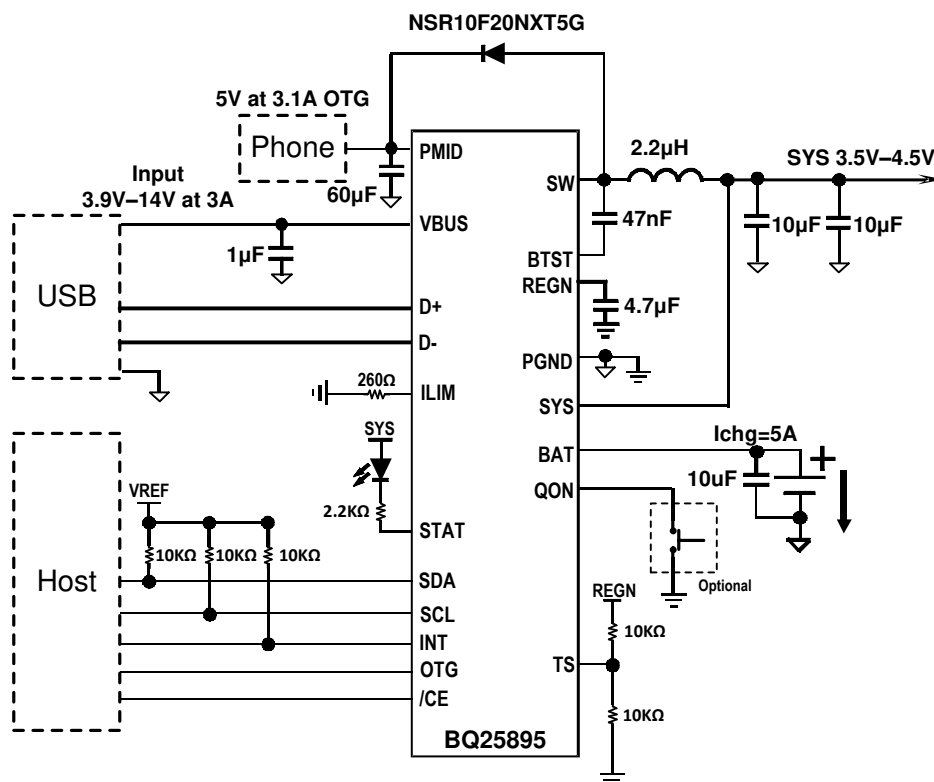 NSR10F20NXT5G
5V at 3.1A OTG
Phone
PMID
60µF
2.2µH
SYS 3.5V–4.5V
SW
Input
3.9V–14V at 3A
VBUS
1µF
47nF
10µF
10µF
BTST
REGN
USB
D+
4.7µF
D-
PGND
260Ω
ILIM
SYS
SYS
BAT
Ichg=5A
+
10uF
QON
VREF
2.2KΩ
STAT
10KΩ
10KΩ
10KΩ
Host
SDA
Optional
REGN
SCL
10KΩ
INT
TS
OTG
/CE
10KΩ
BQ25895